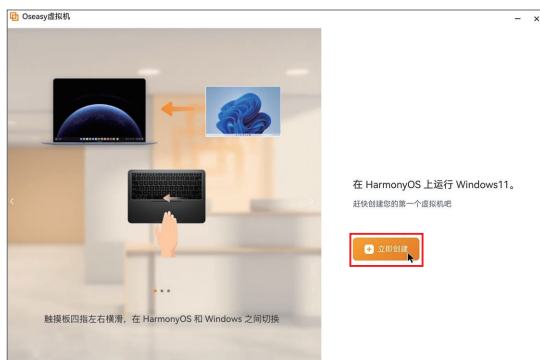 Oseasy虚拟机
触摸板四指左右横滑，在 HarmonyOS 和 Windows 之间切换
在 HarmonyOS 上运行 Windows11。
赶快创建您的第一个虚拟机吧
立即创建